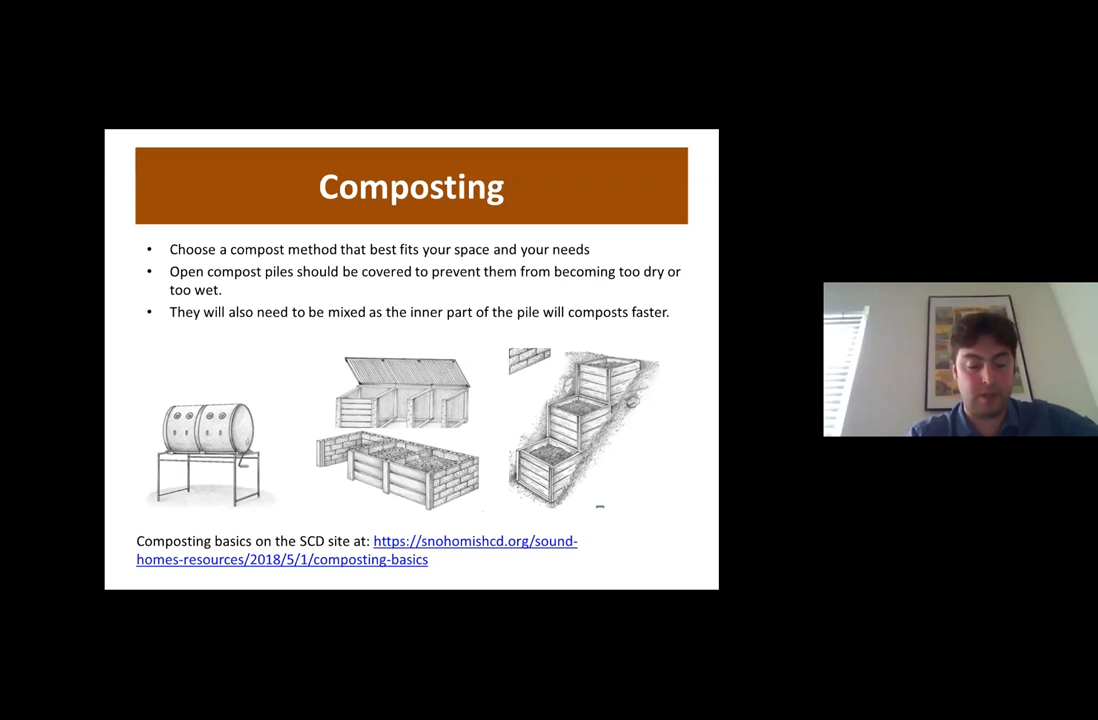 Composting
• Choose a compost method that best fits your space and your needs
• Open compost piles should be covered to prevent them from becoming too dry or
too wet.
• They will also need to be mixed as the inner part of the pile will composts faster.
Composting basics on the SCD site at: https://snohomishcd.org/sound-
homes-resources/2018/5/1/composting-basics